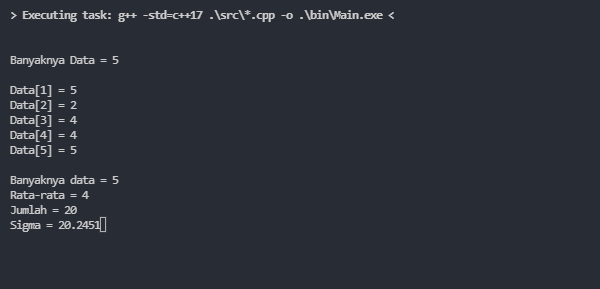 > Executing task: g++ -std=c++17 .\src\*.cpp -o .\bin\Main.exe <
Banyaknya Data = 5
Data[1] = 5
Data[2] = 2
Data[3] = 4
Data[4] = 4
Data[5] = 5
Banyaknya data = 5
Rata-rata = 4
Jumlah = 20
Sigma = 20.2451